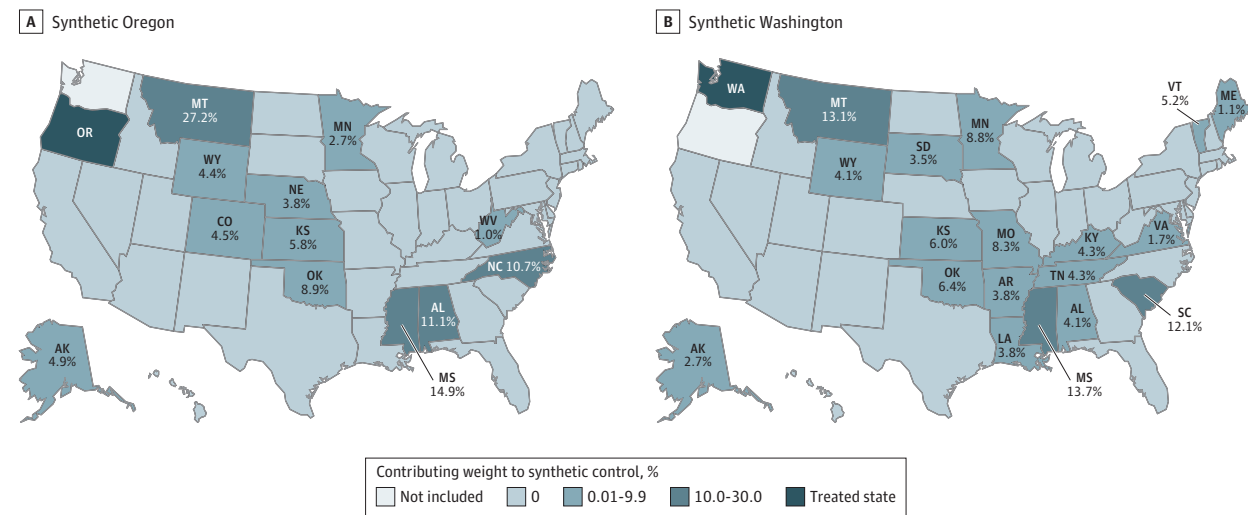 A Synthetic Oregon
OR
MT
27.2%
WY
4.4%
MN
2.7%
NE
3.8%
CO
4.5%
KS
5.8%
OK
8.9%
WV
1.0%
NC 10.7%
AL
11.1%
MS
14.9%
AK
4.9%
B Synthetic Washington
WA
MT
13.1%
WY
4.1%
SD
3.5%
MN
8.8%
VT
5.2%
ME
1.1%
KS
6.0%
MO
8.3%
KY
4.3%
VA
1.7%
OK
6.4%
AR
3.8%
TN 4.3%
AL
4.1%
SC
12.1%
LA
3.8%
MS
13.7%
AK
2.7%
Contributing weight to synthetic control, %
Not included 0 0.01-9.9 10.0-30.0 Treated state